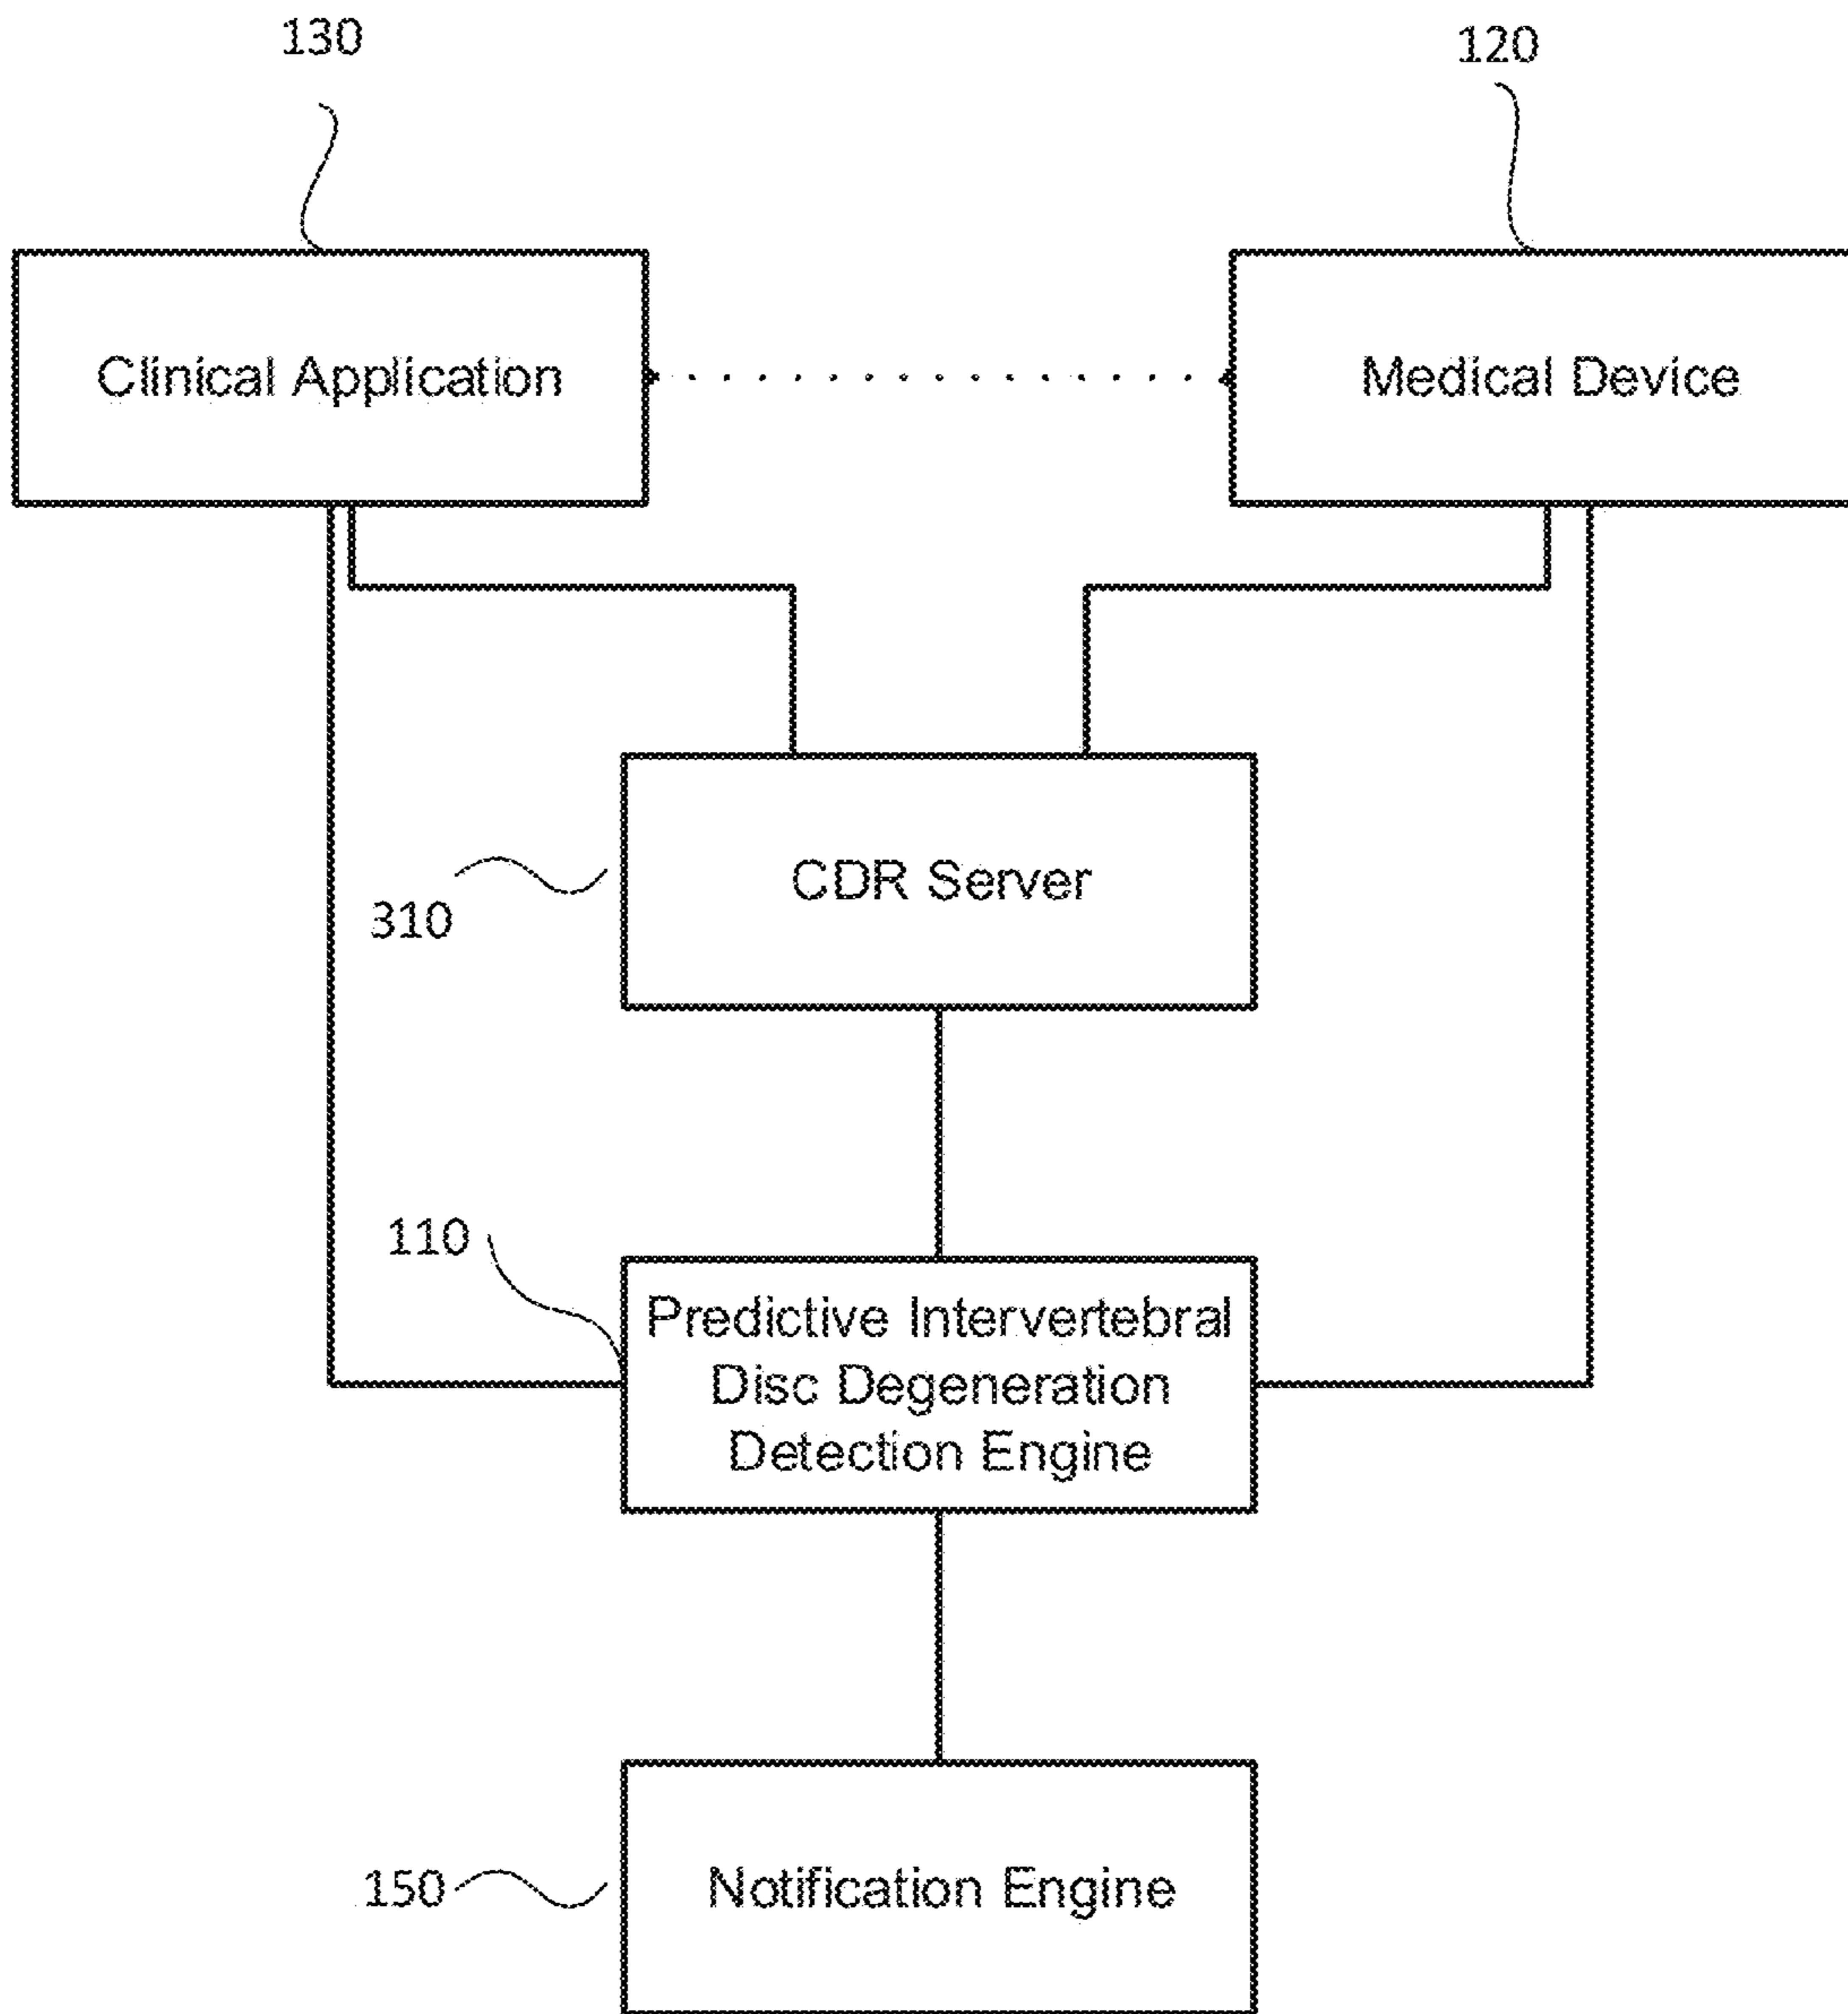 130
120
Clinical Application
Medical Device
CDR Server
310
110
Predictive Intervertebral
Disc Degeneration
Detection Engine
150
Notification Engine